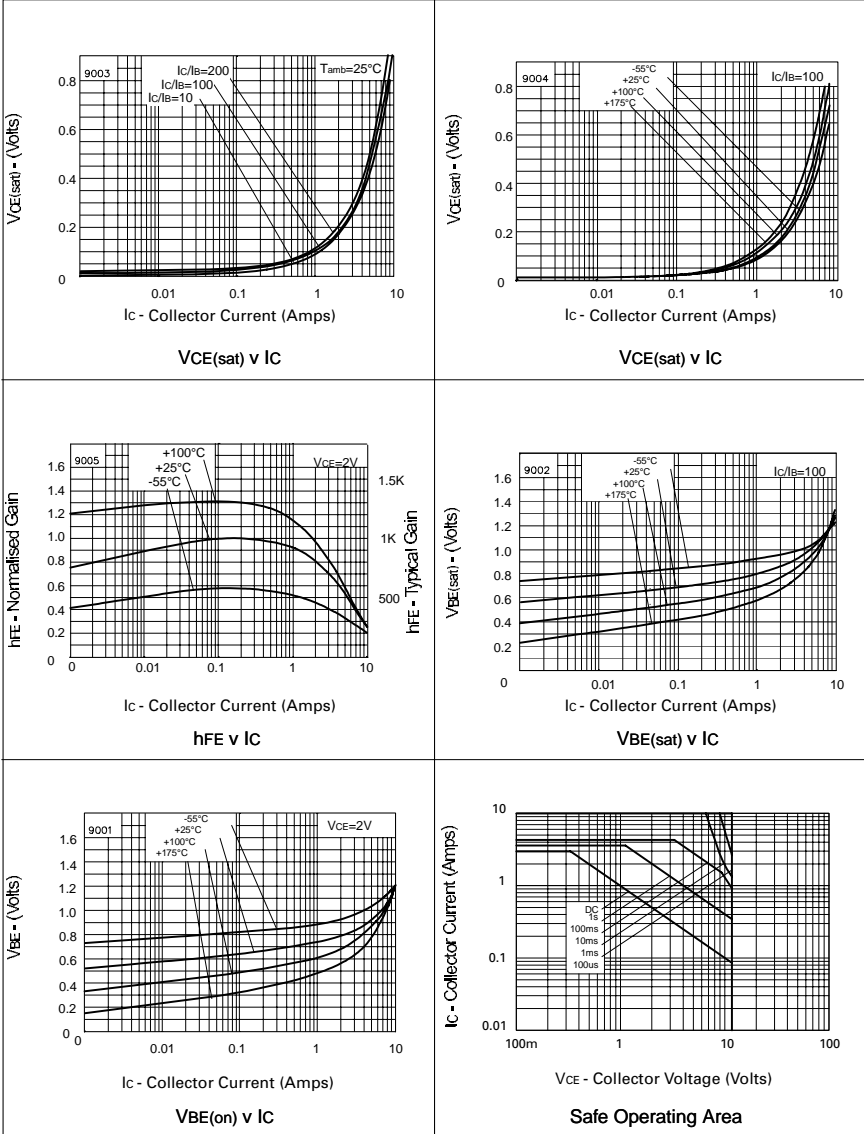 9003
IC/IB=200
IC/IB=100
IC/IB=10
Tamb=25°C
0.8
0.6
0.4
0.2
0
0.01
0.1
1
10
VCE(sat) - (Volts)
IC - Collector Current (Amps)
VCE(sat) v IC
9004
-55°C
+25°C
+100°C
+175°C
IC/IB=100
0.8
0.6
0.4
0.2
0
0.01
0.1
1
10
VCE(sat) - (Volts)
IC - Collector Current (Amps)
VCE(sat) v IC
9005
+100°C
+25°C
-55°C
VCE=2V
1.6
1.4
1.2
1.0
0.8
0.6
0.4
0.2
0
1.5K
1K
500
0
0.01
0.1
1
10
hFE - Normalised Gain
hFE - Typical Gain
IC - Collector Current (Amps)
hFE v IC
9002
-55°C
+25°C
+100°C
+175°C
IC/IB=100
1.6
1.4
1.2
1.0
0.8
0.6
0.4
0.2
0
0.01
0.1
1
10
VBE(sat) - (Volts)
IC - Collector Current (Amps)
VBE(sat) v IC
9001
-55°C
+25°C
+100°C
+175°C
VCE=2V
1.6
1.4
1.2
1.0
0.8
0.6
0.4
0.2
0
0.01
0.1
1
10
VBE - (Volts)
IC - Collector Current (Amps)
VBE(on) v IC
10
1
0.1
0.01
DC
1s
100ms
10ms
1ms
100us
100m
1
10
100
IC - Collector Current (Amps)
VCE - Collector Voltage (Volts)
Safe Operating Area